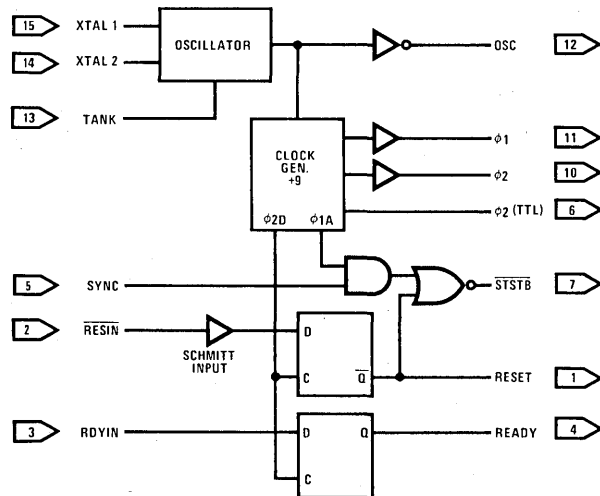 15 XTAL 1
OSCILLATOR
OSC 12
14 XTAL 2
13 TANK
CLOCK
GEN.
+9
ϕ1 11
ϕ2 10
ϕ2 (TTL) 6
ϕ2D ϕ1A
5 SYNC
STSTB 7
2 RESIN
SCHMITT
INPUT
D
C Q
RESET 1
3 RDYIN
D Q
READY 4
C